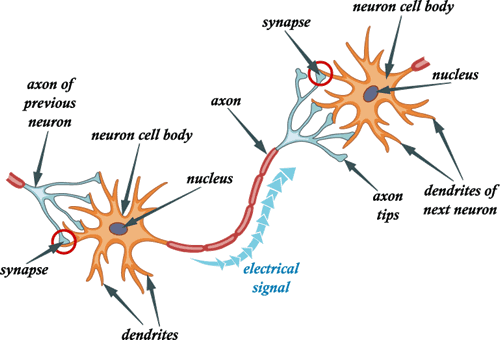 neuron cell body
synapse
nucleus
axon of
previous
neuron
axon
neuron cell body
nucleus
dendrites of
next neuron
axon
tips
synapse
electrical
signal
dendrites